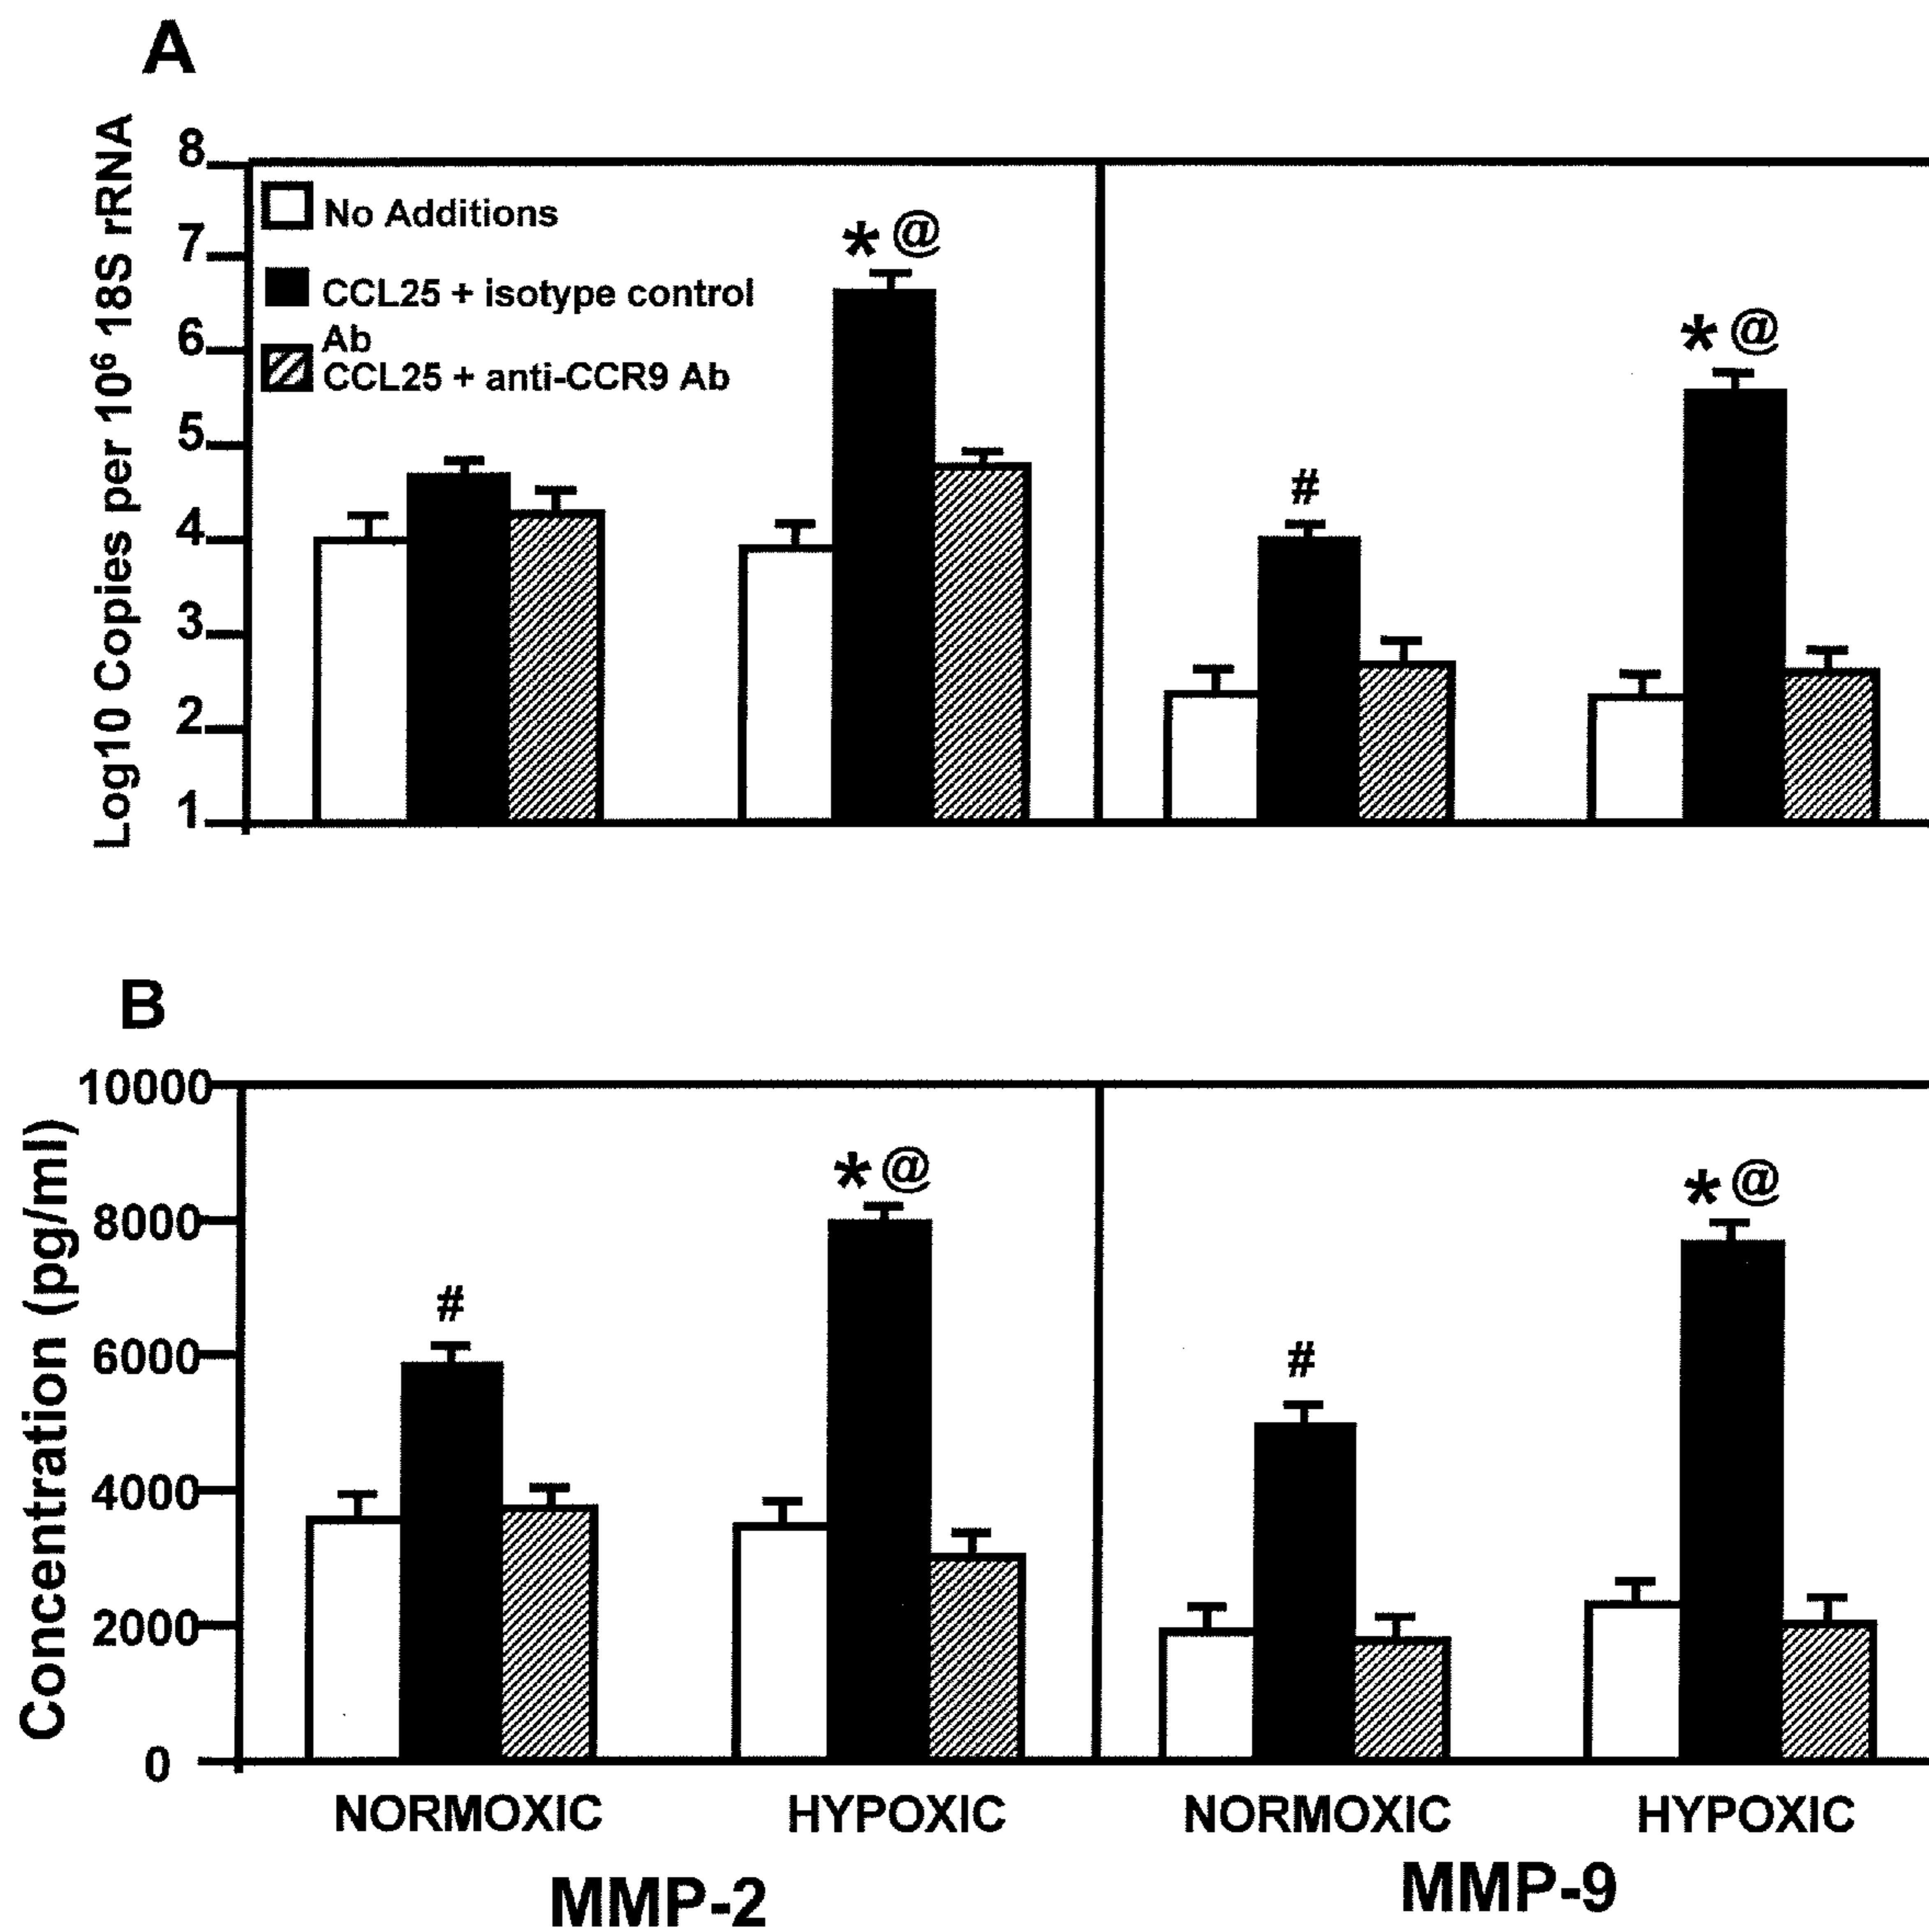 A
Log10 Copies per 10⁶ 18S rRNA
8
7
6
5
4
3
2
1
No Additions
CCL25 + isotype control
Ab
CCL25 + anti-CCR9 Ab
* @
#
* @
B
Concentration (pg/ml)
10000
8000
6000
4000
2000
0
#
* @
#
* @
NORMOXIC HYPOXIC NORMOXIC HYPOXIC
MMP-2 MMP-9